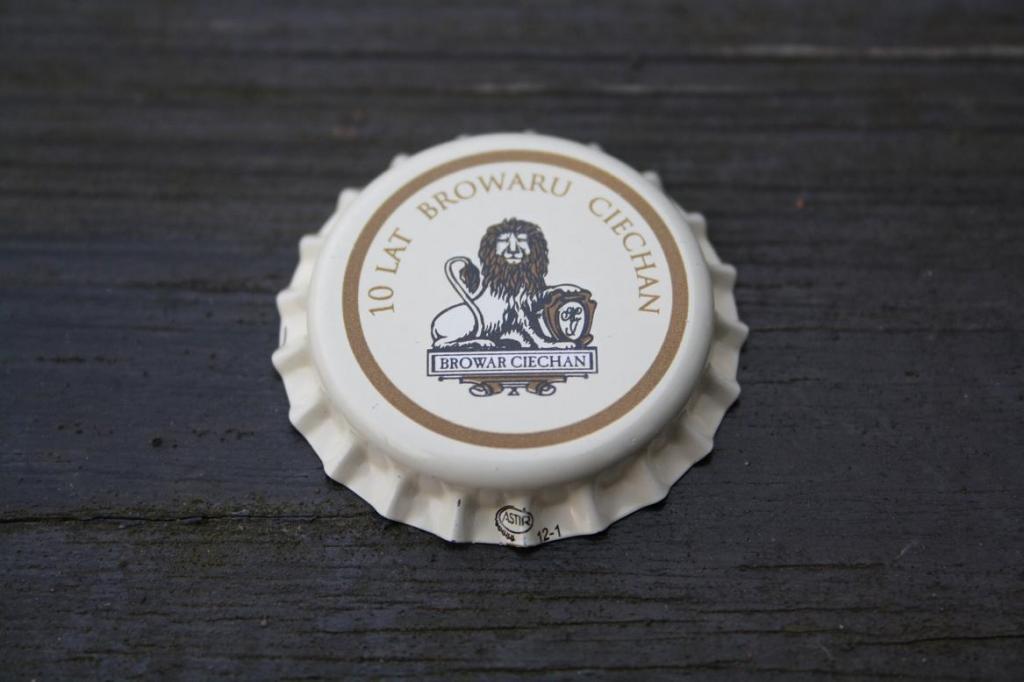 10 LAT BROWARU CIECHAN
BROWAR CIECHAN
ASTIR
12-1